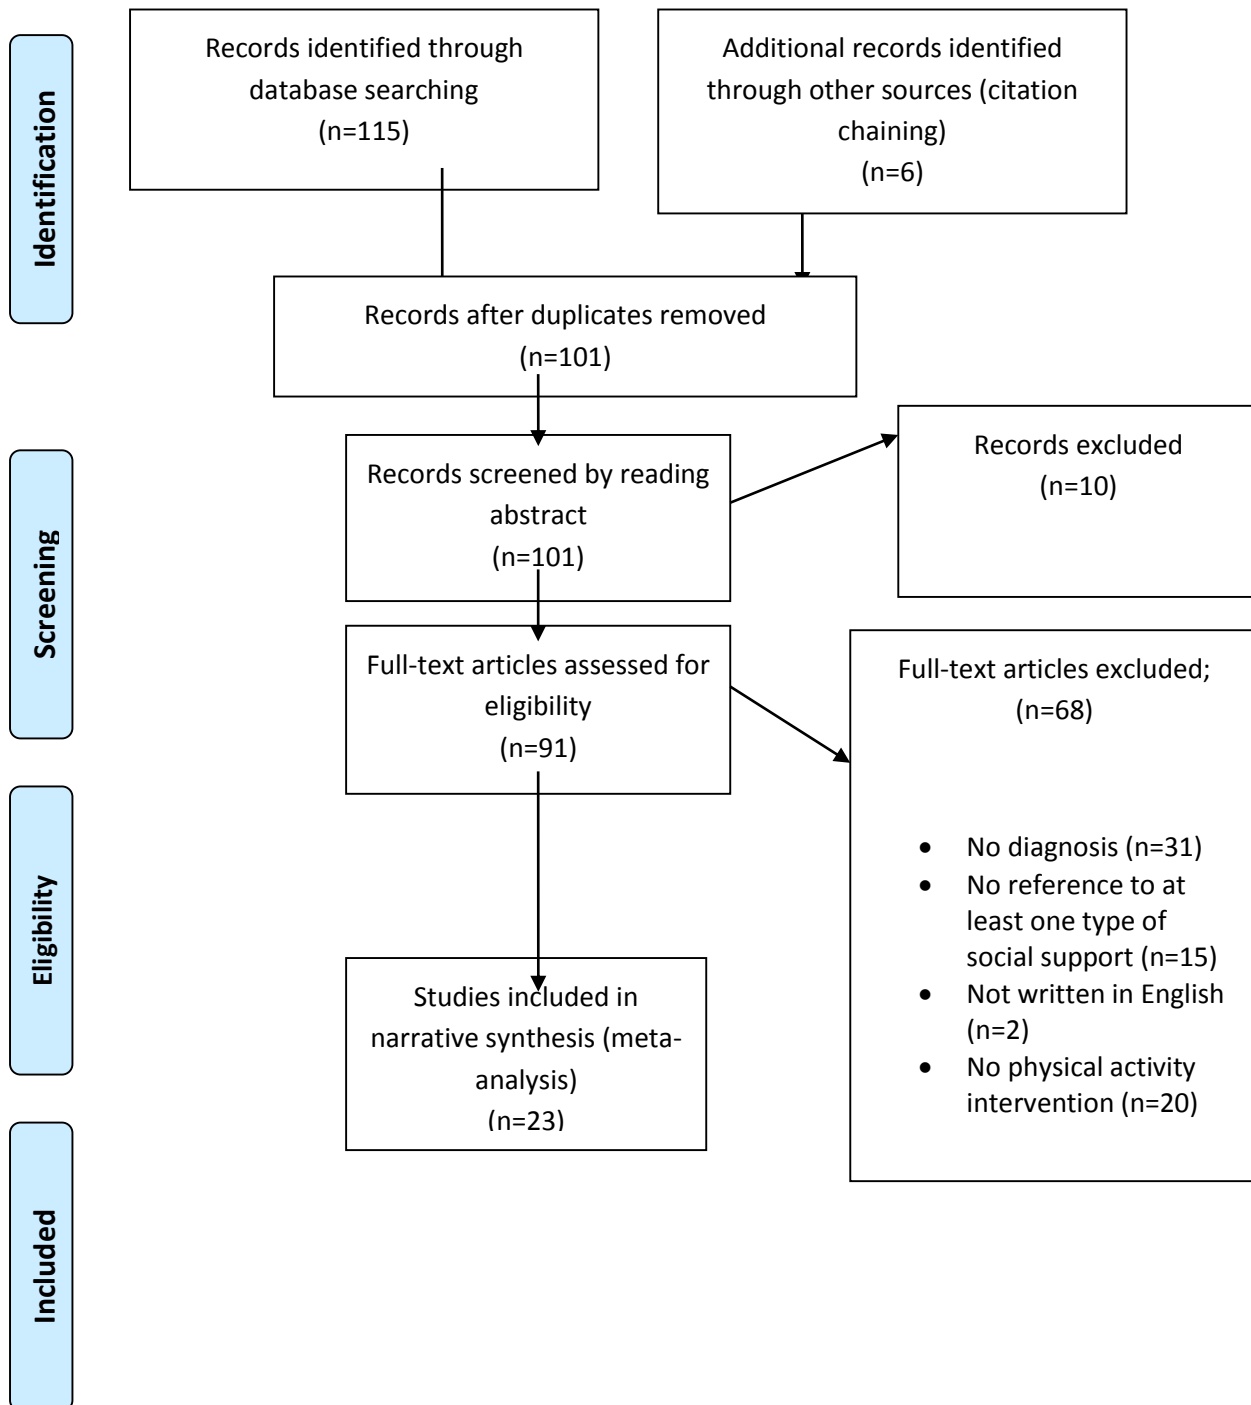 Identification
Records identified through
database searching
(n=115)
Additional records identified
through other sources (citation
chaining)
(n=6)
Records after duplicates removed
(n=101)
Screening
Records screened by reading
abstract
(n=101)
Records excluded
(n=10)
Full-text articles assessed for
eligibility
(n=91)
Full-text articles excluded;
(n=68)
• No diagnosis (n=31)
• No reference to at
least one type of
social support (n=15)
• Not written in English
(n=2)
• No physical activity
intervention (n=20)
Eligibility
Studies included in
narrative synthesis (meta-
analysis)
(n=23)
Included